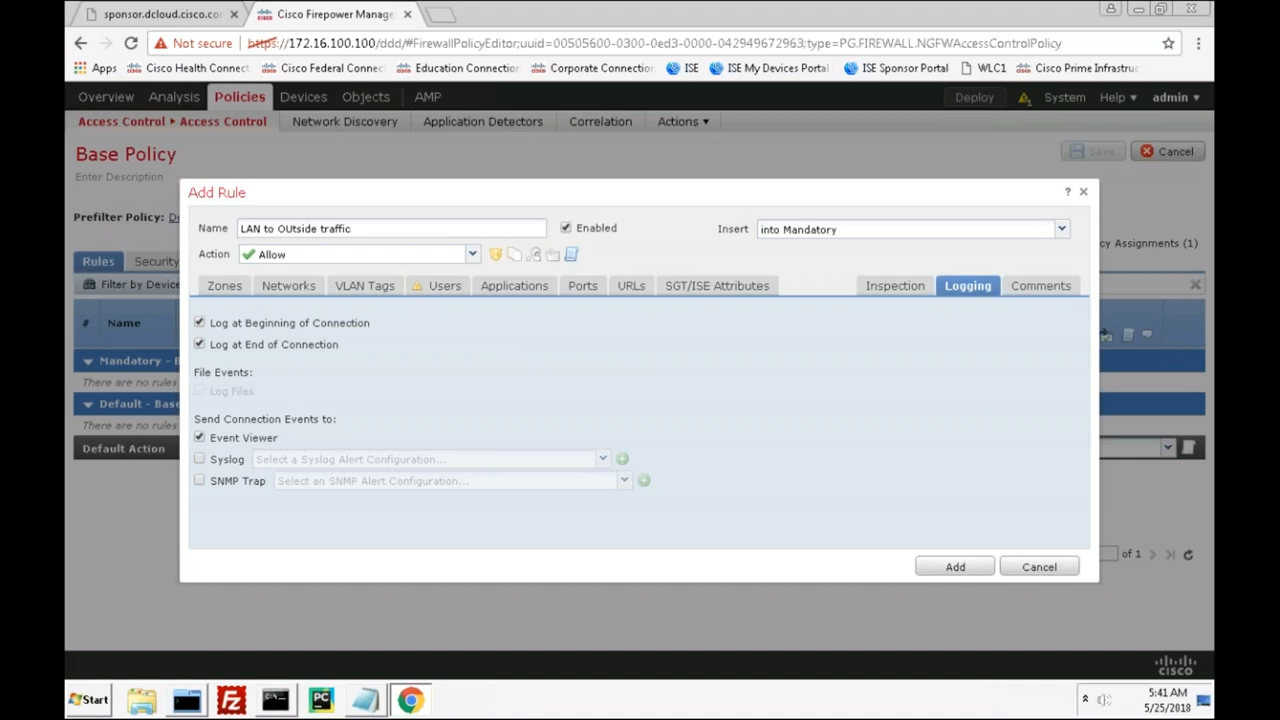 sponsor.dcloud.cisco.co
Cisco Firepower Manage
Not secure https://172.16.100.100/ddd/#FirewallPolicyEditor;uuid=00505600-0300-0ed3-0000-042949672963;type=PG.FIREWALL.NGFWAccessControlPolicy
Apps Cisco Health Connect Cisco Federal Connec Education Connection Corporate Connection ISE ISE My Devices Portal ISE Sponsor Portal WLC1 Cisco Prime Infrastruc
Overview Analysis Policies Devices Objects AMP Deploy System Help admin
Access Control Access Control Network Discovery Application Detectors Correlation Actions
Base Policy Save Cancel
Enter Description
Add Rule
Prefilter Policy: D
Name LAN to OUtside traffic Enabled Insert into Mandatory
cy Assignments (1)
Action Allow
Rules Security
Filter by Device
Zones Networks VLAN Tags Users Applications Ports URLs SGT/ISE Attributes Inspection Logging Comments
# Name
Log at Beginning of Connection
Log at End of Connection
Mandatory - B
There are no rules
File Events:
Log Files
Default - Base
There are no rules
Send Connection Events to:
Event Viewer
Default Action
Syslog Select a Syslog Alert Configuration...
SNMP Trap Select an SNMP Alert Configuration...
of 1
Add Cancel
CISCO
Start PC
5:41 AM
5/25/2018